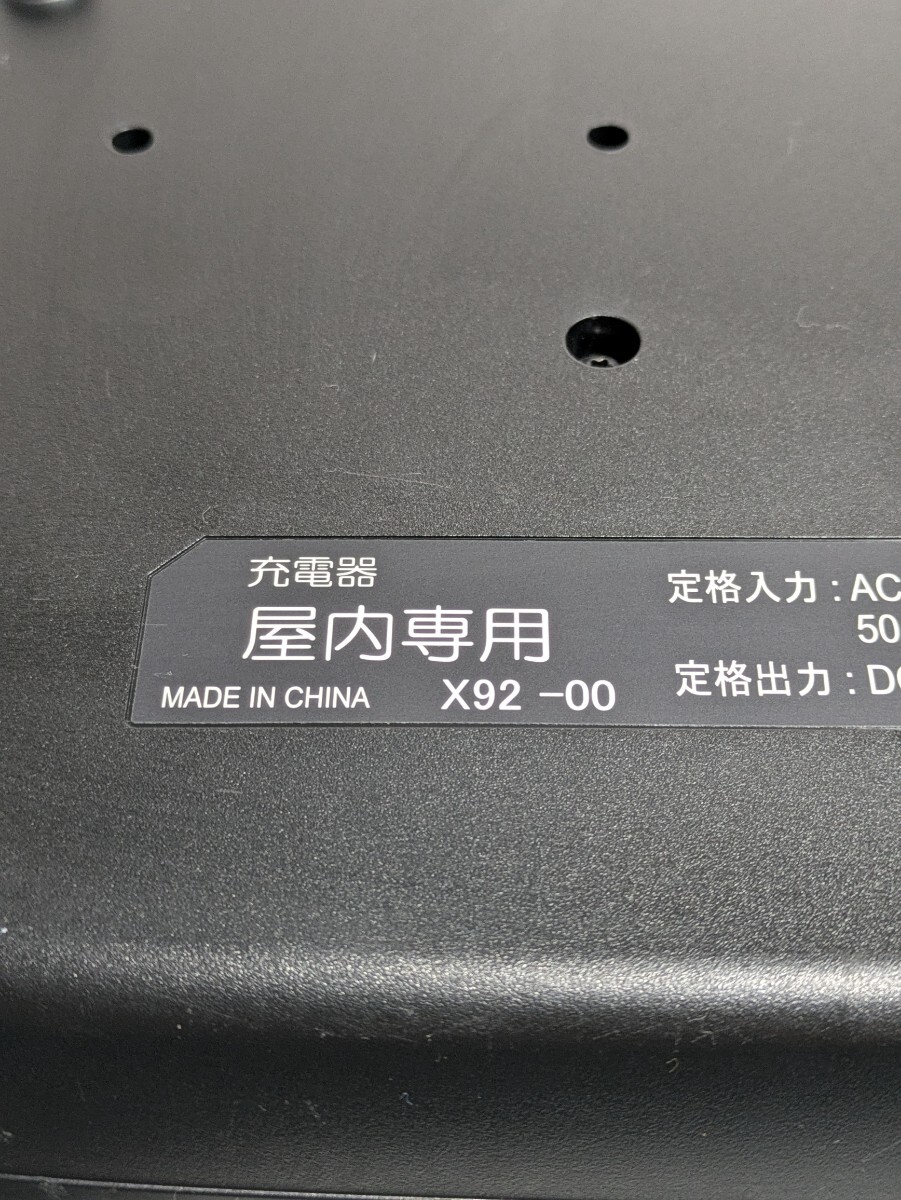 充電器
屋内専用
MADE IN CHINA X92 -00
定格入力 : AC
50
定格出力 : DC